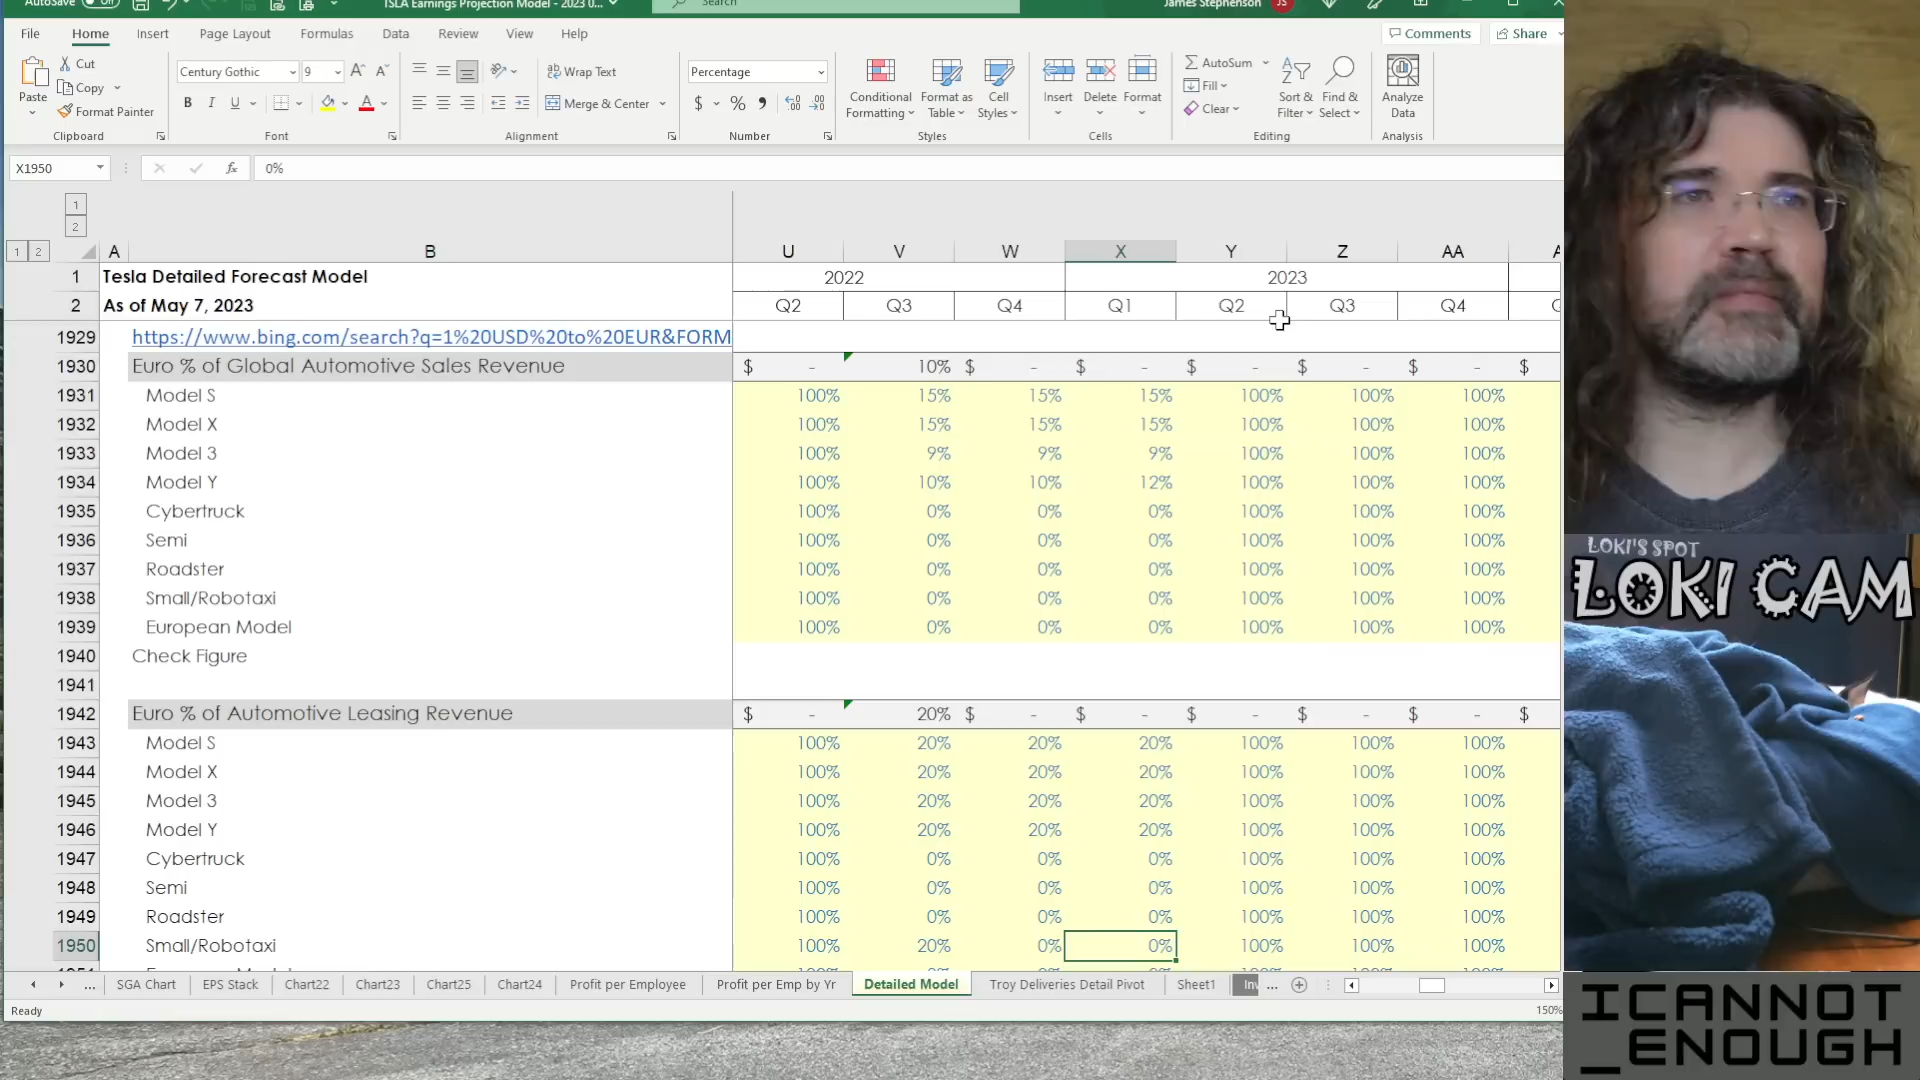 AutoSave Off TSLA Earnings Projection Model - 2023 0... Search James Stephenson JS
File Home Insert Page Layout Formulas Data Review View Help Comments Share
Paste Cut Copy Format Painter Clipboard
Century Gothic 9 B I U Font
Wrap Text Merge & Center Alignment
Percentage $ % Number
Conditional Formatting Format as Table Cell Styles Styles
Insert Delete Format Cells
AutoSum Fill Clear Sort & Filter Find & Select Editing
Analyze Data Analysis
X1950 fx 0%
1
2
1 2
A B U V W X Y Z AA
1 Tesla Detailed Forecast Model 2022 2023
2 As of May 7, 2023 Q2 Q3 Q4 Q1 Q2 Q3 Q4
1929 https://www.bing.com/search?q=1%20USD%20to%20EUR&FORM
1930 Euro % of Global Automotive Sales Revenue $ - 10% $ - $ - $ - $ - $ - $
1931 Model S 100% 15% 15% 15% 100% 100% 100%
1932 Model X 100% 15% 15% 15% 100% 100% 100%
1933 Model 3 100% 9% 9% 9% 100% 100% 100%
1934 Model Y 100% 10% 10% 12% 100% 100% 100%
1935 Cybertruck 100% 0% 0% 0% 100% 100% 100%
1936 Semi 100% 0% 0% 0% 100% 100% 100%
1937 Roadster 100% 0% 0% 0% 100% 100% 100%
1938 Small/Robotaxi 100% 0% 0% 0% 100% 100% 100%
1939 European Model 100% 0% 0% 0% 100% 100% 100%
1940 Check Figure
1941
1942 Euro % of Automotive Leasing Revenue $ - 20% $ - $ - $ - $ - $ - $
1943 Model S 100% 20% 20% 20% 100% 100% 100%
1944 Model X 100% 20% 20% 20% 100% 100% 100%
1945 Model 3 100% 20% 20% 20% 100% 100% 100%
1946 Model Y 100% 20% 20% 20% 100% 100% 100%
1947 Cybertruck 100% 0% 0% 0% 100% 100% 100%
1948 Semi 100% 0% 0% 0% 100% 100% 100%
1949 Roadster 100% 0% 0% 0% 100% 100% 100%
1950 Small/Robotaxi 100% 20% 0% 0% 100% 100% 100%
... SGA Chart EPS Stack Chart22 Chart23 Chart25 Chart24 Profit per Employee Profit per Emp by Yr Detailed Model Troy Deliveries Detail Pivot Sheet1 Inv ...
Ready 150%
LOKI'S SPOT
LOKI CAM
ICANNOT
_ENOUGH